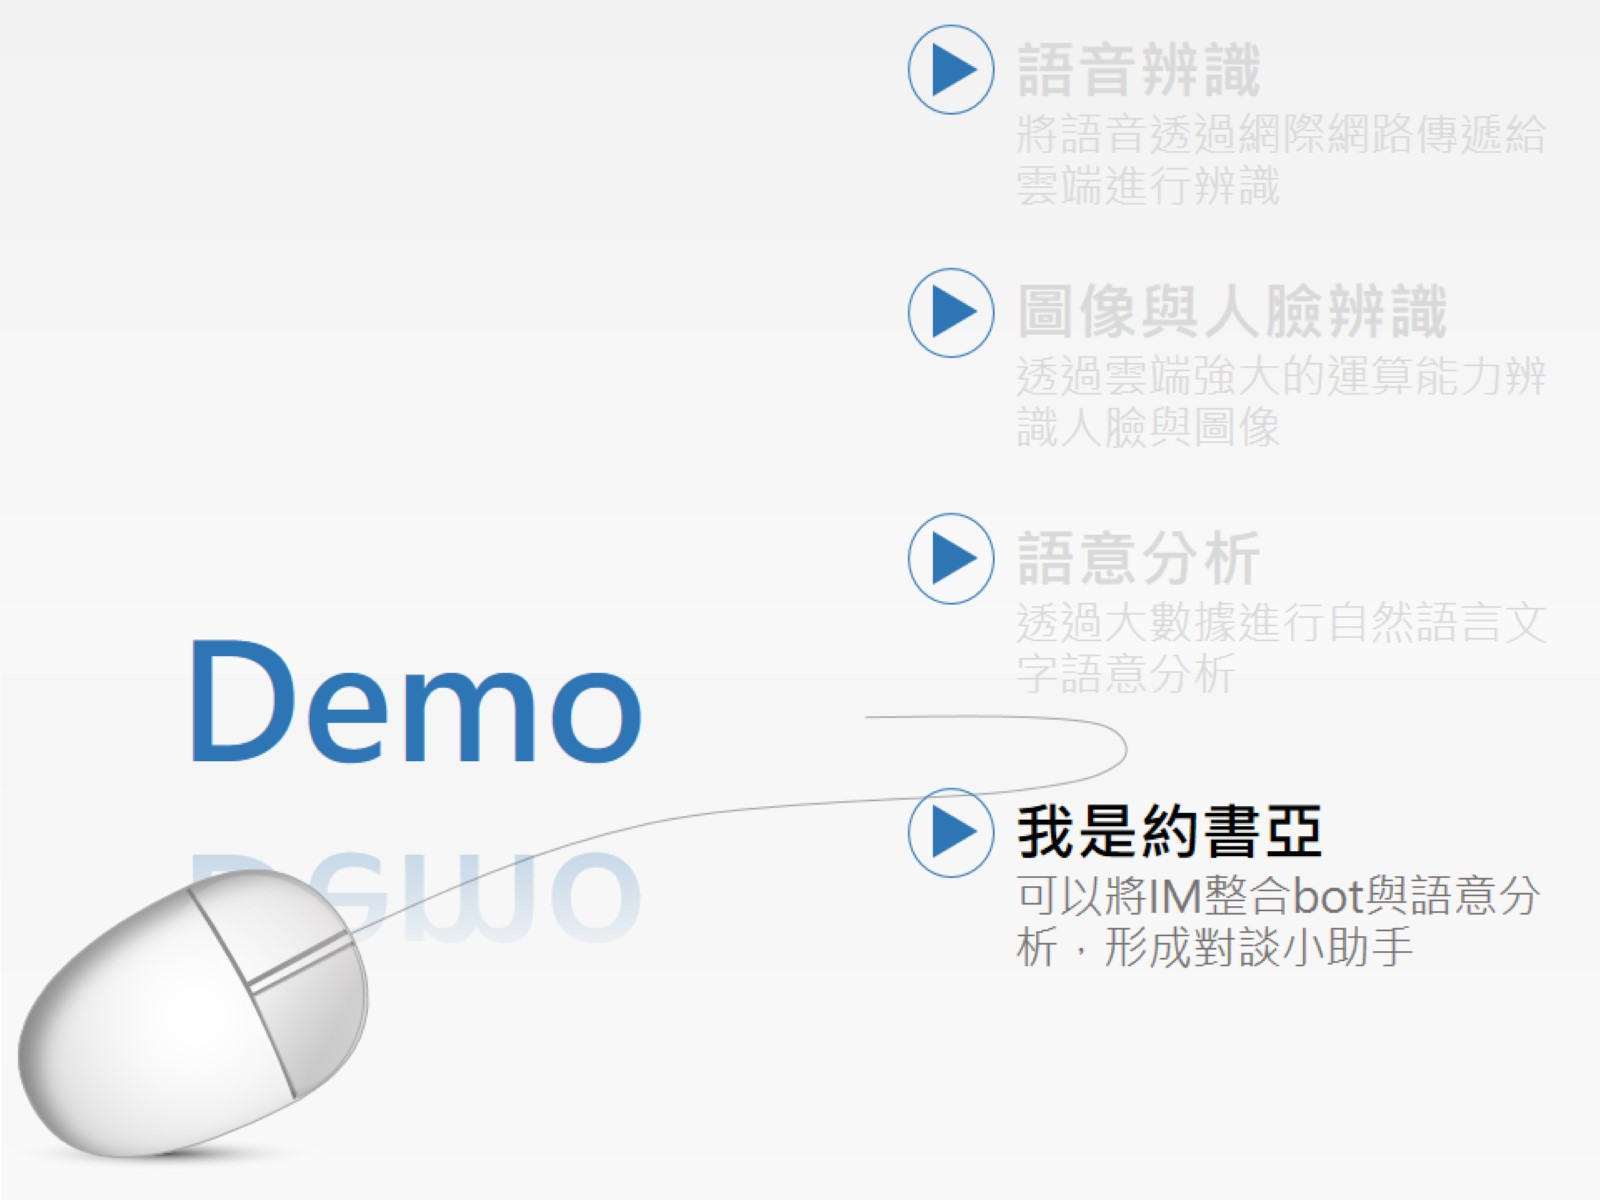 語音辨識
將語音透過網際網路傳遞給
雲端進行辨識
圖像與人臉辨識
透過雲端強大的運算能力辨
識人臉與圖像
語意分析
透過大數據進行自然語言文
字語意分析
Demo
我是約書亞
可以將IM整合bot與語意分
析，形成對談小助手